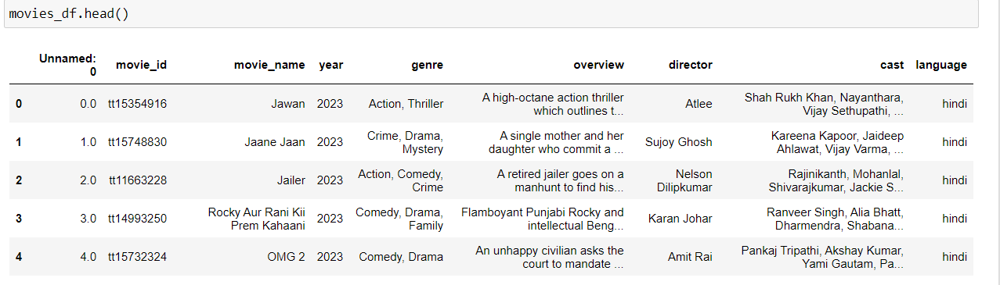 movies_df.head()
Unnamed: 0 movie_id movie_name year genre overview director cast language
0 0.0 tt15354916 Jawan 2023 Action, Thriller A high-octane action thriller which outlines t... Atlee Shah Rukh Khan, Nayanthara, Vijay Sethupathi, ... hindi
1 1.0 tt15748830 Jaane Jaan 2023 Crime, Drama, Mystery A single mother and her daughter who commit a ... Sujoy Ghosh Kareena Kapoor, Jaideep Ahlawat, Vijay Varma, ... hindi
2 2.0 tt11663228 Jailer 2023 Action, Comedy, Crime A retired jailer goes on a manhunt to find his... Nelson Dilipkumar Rajinikanth, Mohanlal, Shivarajkumar, Jackie S... hindi
3 3.0 tt14993250 Rocky Aur Rani Kii Prem Kahaani 2023 Comedy, Drama, Family Flamboyant Punjabi Rocky and intellectual Beng... Karan Johar Ranveer Singh, Alia Bhatt, Dharmendra, Shabana... hindi
4 4.0 tt15732324 OMG 2 2023 Comedy, Drama An unhappy civilian asks the court to mandate ... Amit Rai Pankaj Tripathi, Akshay Kumar, Yami Gautam, Pa... hindi